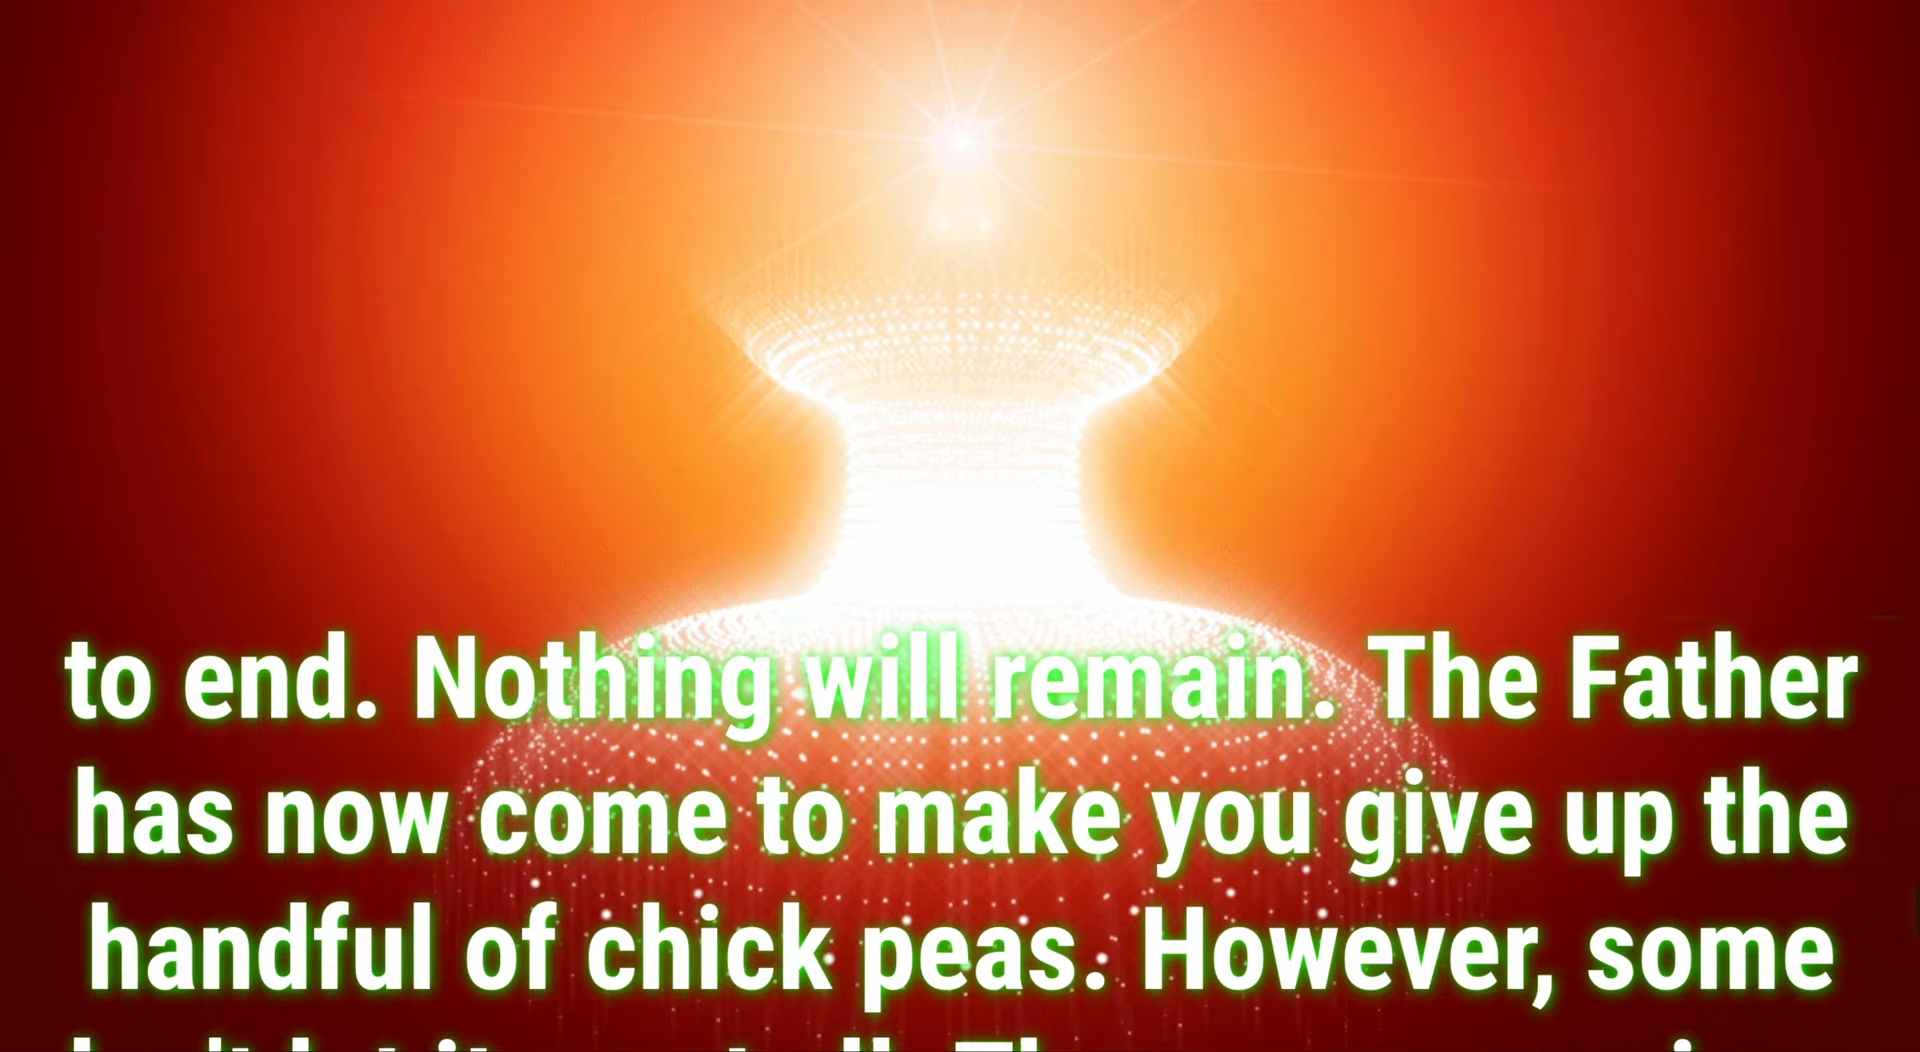 to end. Nothing will remain. The Father
has now come to make you give up the
handful of chick peas. However, some